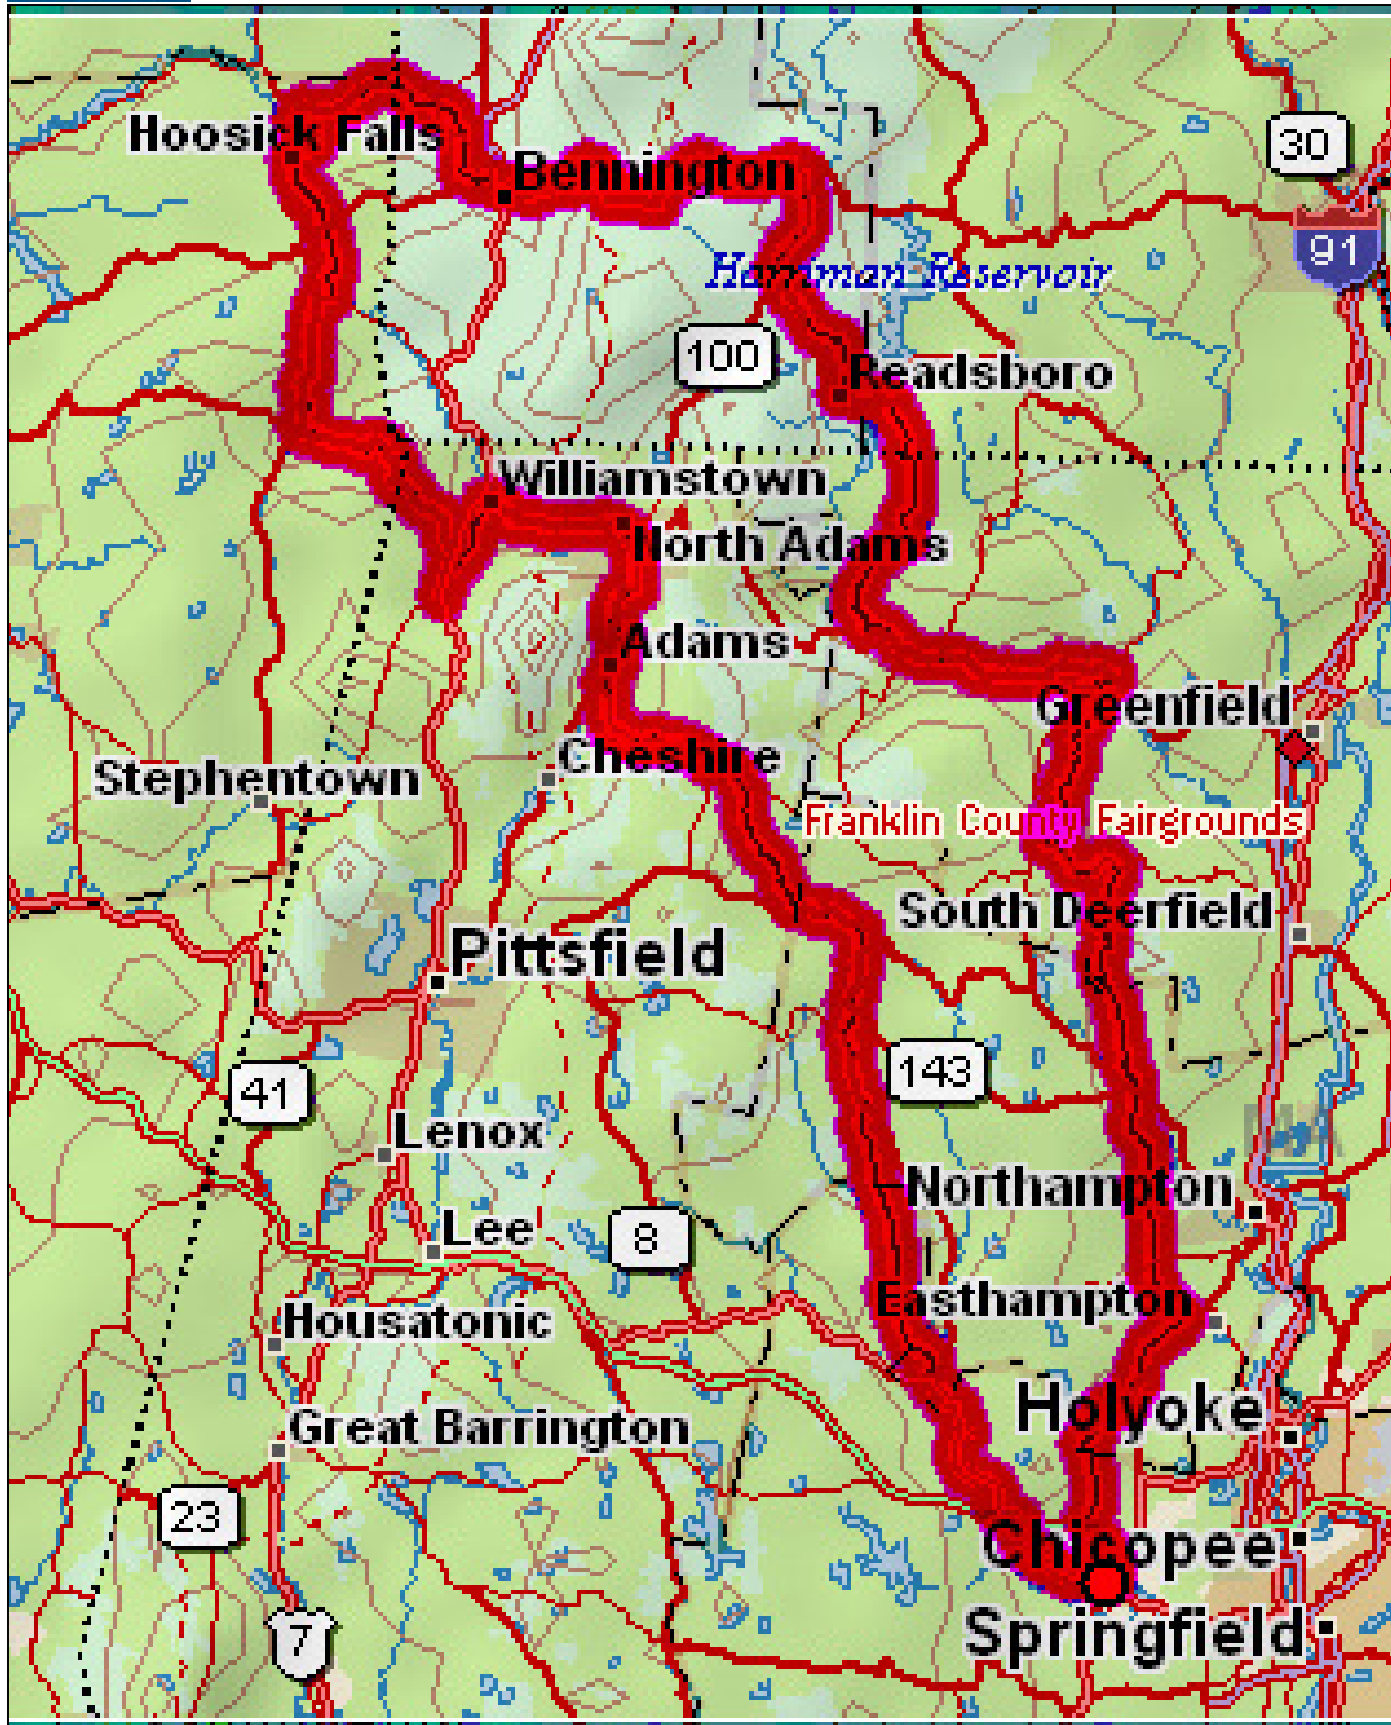 Hoosick Falls
30
Bennington
91
Harriman Reservoir
100
Readsboro
Williamstown
North Adams
Adams
Greenfield
Cheshire
Stephentown
Franklin County Fairgrounds
South Deerfield
Pittsfield
143
41
Lenox
MA
Northampton
Lee
8
Easthampton
Housatonic
Holyoke
Great Barrington
23
Chicopee
7
Springfield